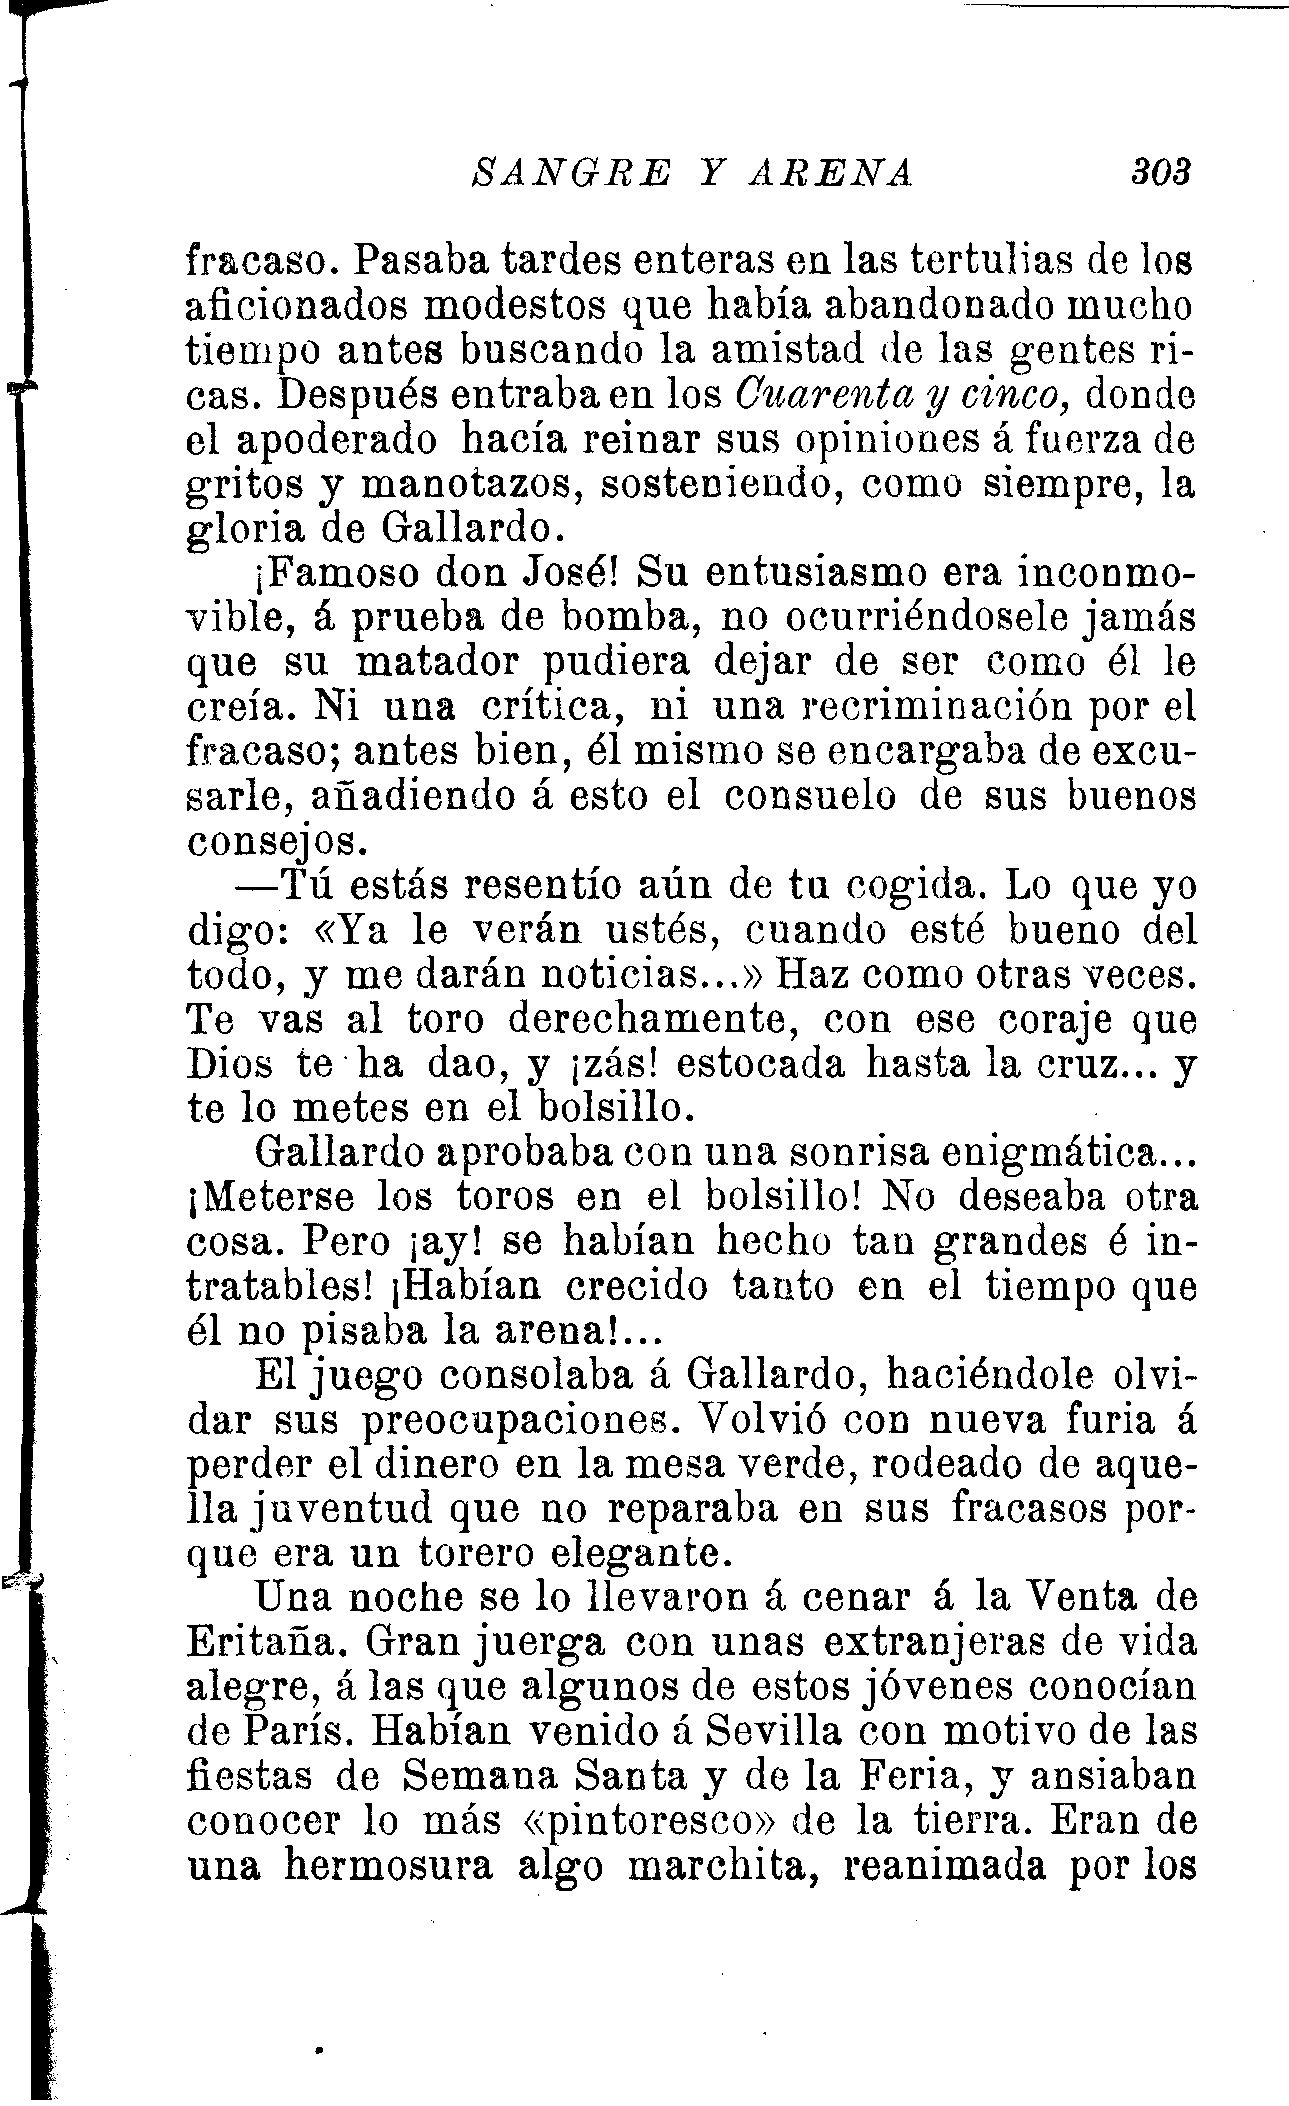 SANGRE Y ARENA 303
fracaso. Pasaba tardes enteras en las tertulias de los
aficionados modestos que había abandonado mucho
tiempo antes buscando la amistad de las gentes ri-
cas. Después entraba en los Cuarenta y cinco, donde
el apoderado hacía reinar sus opiniones á fuerza de
gritos y manotazos, sosteniendo, como siempre, la
gloria de Gallardo.
¡Famoso don José! Su entusiasmo era inconmo-
vible, á prueba de bomba, no ocurriéndosele jamás
que su matador pudiera dejar de ser como él le
creía. Ni una crítica, ni una recriminación por el
fracaso; antes bien, él mismo se encargaba de excu-
sarle, añadiendo á esto el consuelo de sus buenos
consejos.
—Tú estás resentío aún de tu cogida. Lo que yo
digo: «Ya le verán ustés, cuando esté bueno del
todo, y me darán noticias...» Haz como otras veces.
Te vas al toro derechamente, con ese coraje que
Dios te ha dao, y ¡zás! estocada hasta la cruz... y
te lo metes en el bolsillo.
Gallardo aprobaba con una sonrisa enigmática...
¡Meterse los toros en el bolsillo! No deseaba otra
cosa. Pero ¡ay! se habían hecho tan grandes é in-
tratables! ¡Habían crecido tanto en el tiempo que
él no pisaba la arena!...
El juego consolaba á Gallardo, haciéndole olvi-
dar sus preocupaciones. Volvió con nueva furia á
perder el dinero en la mesa verde, rodeado de aque-
lla juventud que no reparaba en sus fracasos por-
que era un torero elegante.
Una noche se lo llevaron á cenar á la Venta de
Eritaña. Gran juerga con unas extranjeras de vida
alegre, á las que algunos de estos jóvenes conocían
de París. Habían venido á Sevilla con motivo de las
fiestas de Semana Santa y de la Feria, y ansiaban
conocer lo más «pintoresco» de la tierra. Eran de
una hermosura algo marchita, reanimada por los